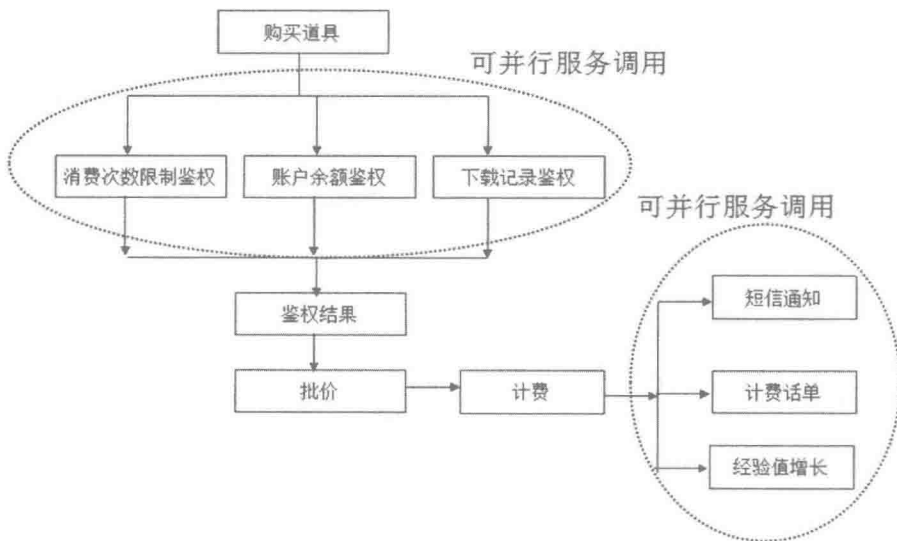 购买道具
可并行服务调用
消费次数限制鉴权
账户余额鉴权
下载记录鉴权
可并行服务调用
鉴权结果
短信通知
批价
计费
计费话单
经验值增长